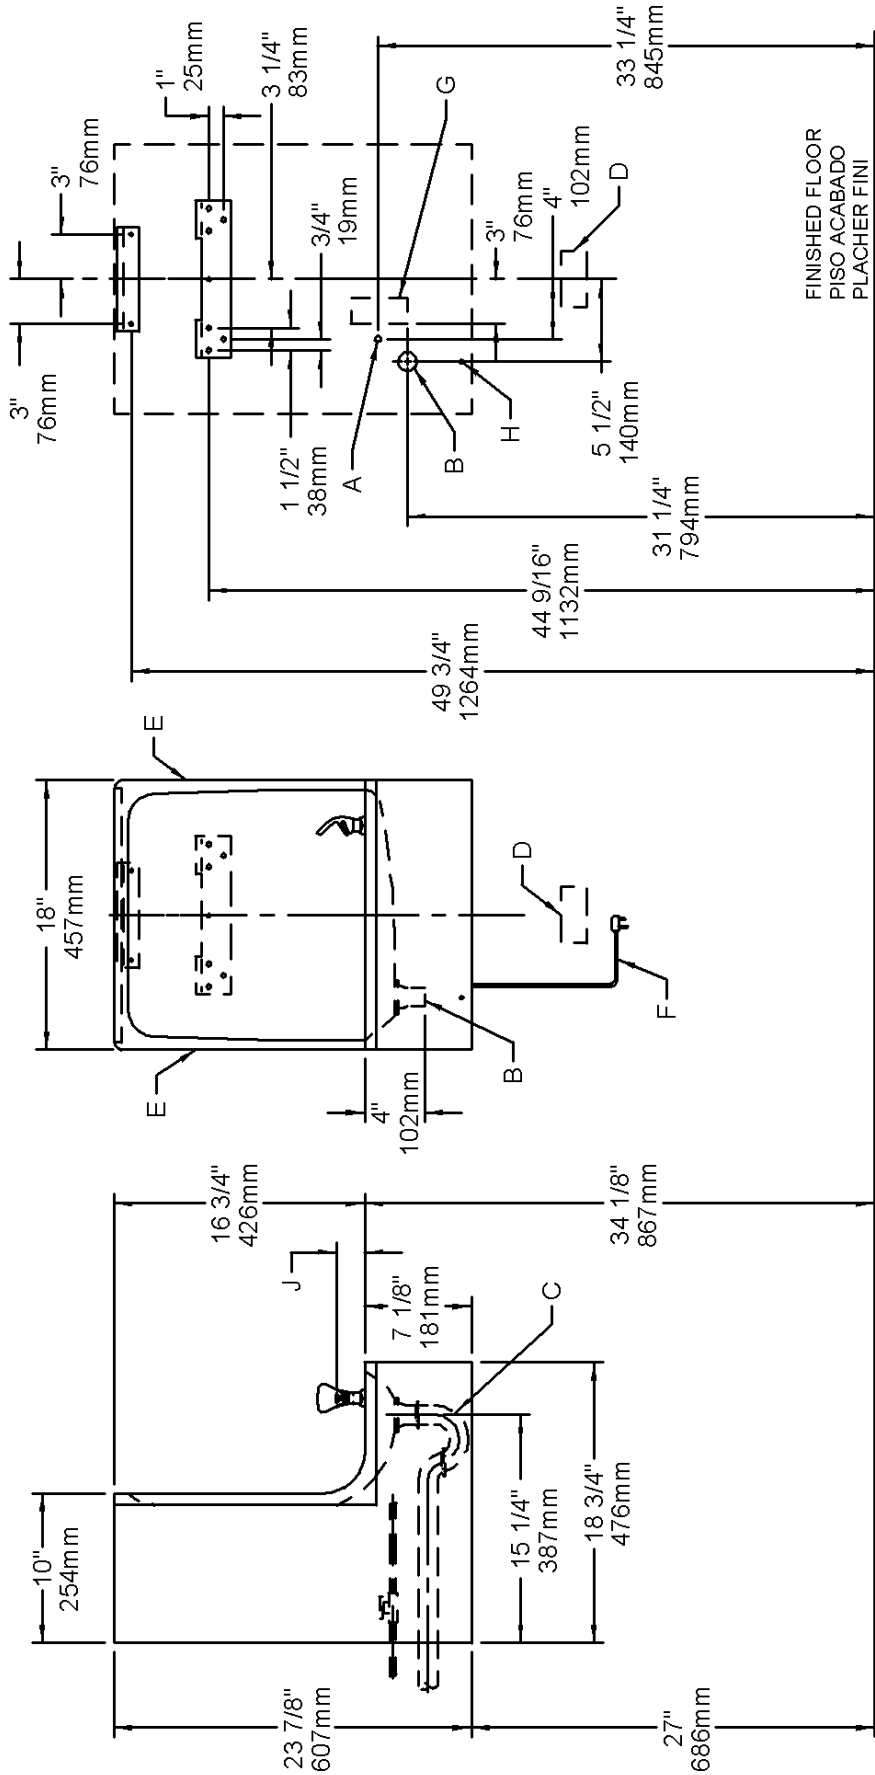 10"
254mm
23 7/8"
607mm
27"
686mm
15 1/4"
387mm
18 3/4"
476mm
C
7 1/8"
181mm
J
16 3/4"
426mm
34 1/8"
867mm
18"
457mm
E
E
4"
102mm
B
D
F
3"
76mm
3"
76mm
1"
25mm
3 1/4"
83mm
3/4"
19mm
1 1/2"
38mm
A
B
H
G
3"
76mm
4"
102mm
D
5 1/2"
140mm
33 1/4"
845mm
31 1/4"
794mm
44 9/16"
1132mm
49 3/4"
1264mm
FINISHED FLOOR
PISO ACABADO
PLACHER FINI